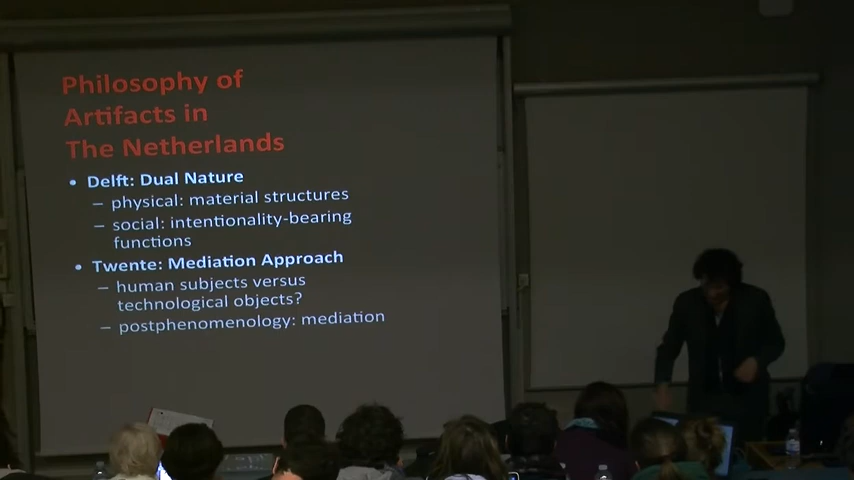 Philosophy of
Artifacts in
The Netherlands
• Delft: Dual Nature
– physical: material structures
– social: intentionality-bearing
functions
• Twente: Mediation Approach
– human subjects versus
technological objects?
– postphenomenology: mediation